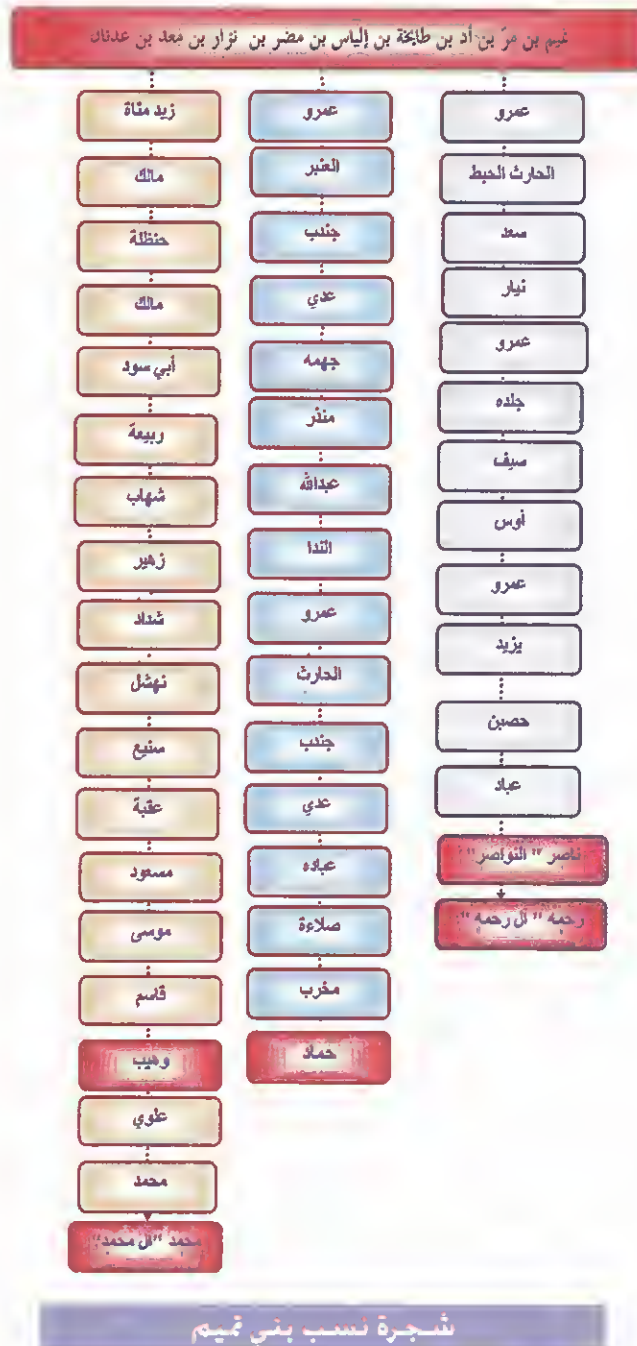 تميم بن مرّ بن أد بن طابخة بن إلياس بن مضر بن نزار بن معد بن عدنان
عمرو
الحارث الحبط
سعد
نيار
عمرو
جلده
سيف
أوس
عمرو
يزيد
حصين
عباد
ناصر "النواصر"
رحمه "آل رحمه"
عمرو
العنبر
جندب
عدي
جهمه
منذر
عبدالله
الندا
عمرو
الحارث
جندب
عدي
عباده
صلاءة
مخرب
حماد
زيد مناة
مالك
حنظلة
مالك
أبي سود
ربيعة
شهاب
زهير
شداد
نهشل
سنيع
عقبة
مسعود
موسى
قاسم
وهيب
علوي
محمد
محمد "آل محمد"
شجرة نسب بني تميم